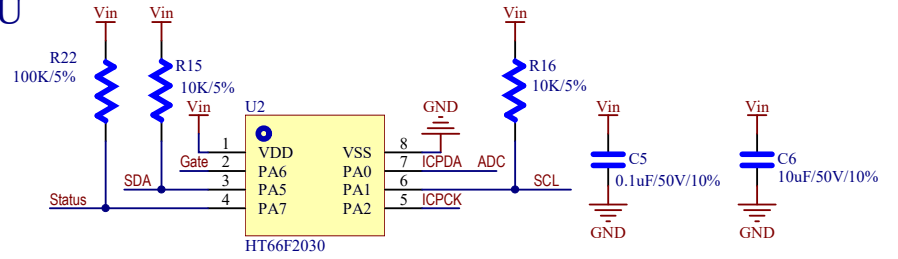 U
Vin
Vin
Vin
R22
100K/5%
R15
10K/5%
R16
10K/5%
Vin
U2
GND
Vin
Vin
1
VDD
VSS
8
Gate
2
PA6
PA0
7
ICPDA
ADC
SDA
3
PA5
PA1
6
SCL
Status
4
PA7
PA2
5
ICPCK
HT66F2030
C5
0.1uF/50V/10%
C6
10uF/50V/10%
GND
GND